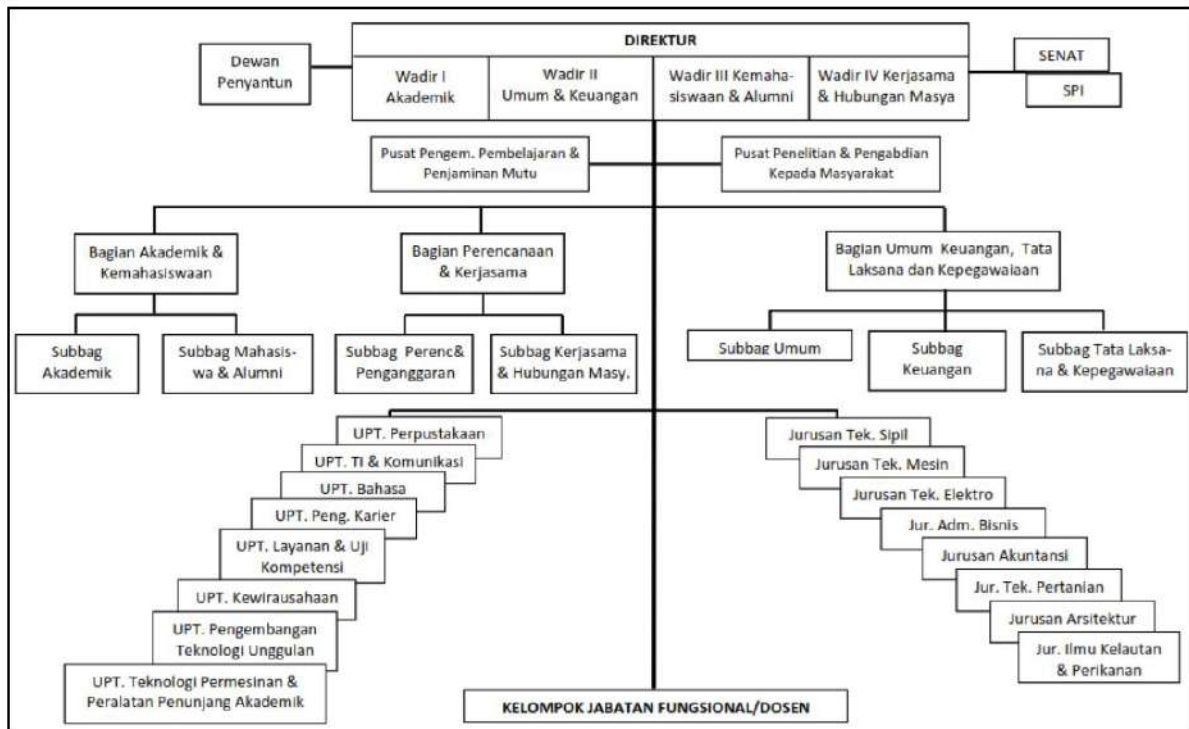 DIREKTUR
Dewan
Penyantun
Wadir I
Akademik
Wadir II
Umum & Keuangan
Wadir III Kemaha-
siswaan & Alumni
Wadir IV Kerjasama
& Hubungan Masya
SENAT
SPI
Pusat Pengem. Pembelajaran &
Penjaminan Mutu
Pusat Penelitian & Pengabdian
Kepada Masyarakat
Bagian Akademik &
Kemahasiswaan
Bagian Perencanaan
& Kerjasama
Bagian Umum Keuangan, Tata
Laksana dan Kepegawaiaan
Subbag
Akademik
Subbag Mahasis-
wa & Alumni
Subbag Perenc&
Penganggaran
Subbag Kerjasama
& Hubungan Masy.
Subbag Umum
Subbag
Keuangan
Subbag Tata Laksa-
na & Kepegawaiaan
UPT. Perpustakaan
UPT. TI & Komunikasi
UPT. Bahasa
UPT. Peng. Karier
UPT. Layanan & Uji
Kompetensi
UPT. Kewirausahaan
UPT. Pengembangan
Teknologi Unggulan
UPT. Teknologi Permesinan &
Peralatan Penunjang Akademik
Jurusan Tek. Sipil
Jurusan Tek. Mesin
Jurusan Tek. Elektro
Jur. Adm. Bisnis
Jurusan Akuntansi
Jur. Tek. Pertanian
Jurusan Arsitektur
Jur. Ilmu Kelautan
& Perikanan
KELOMPOK JABATAN FUNGSIONAL/DOSEN